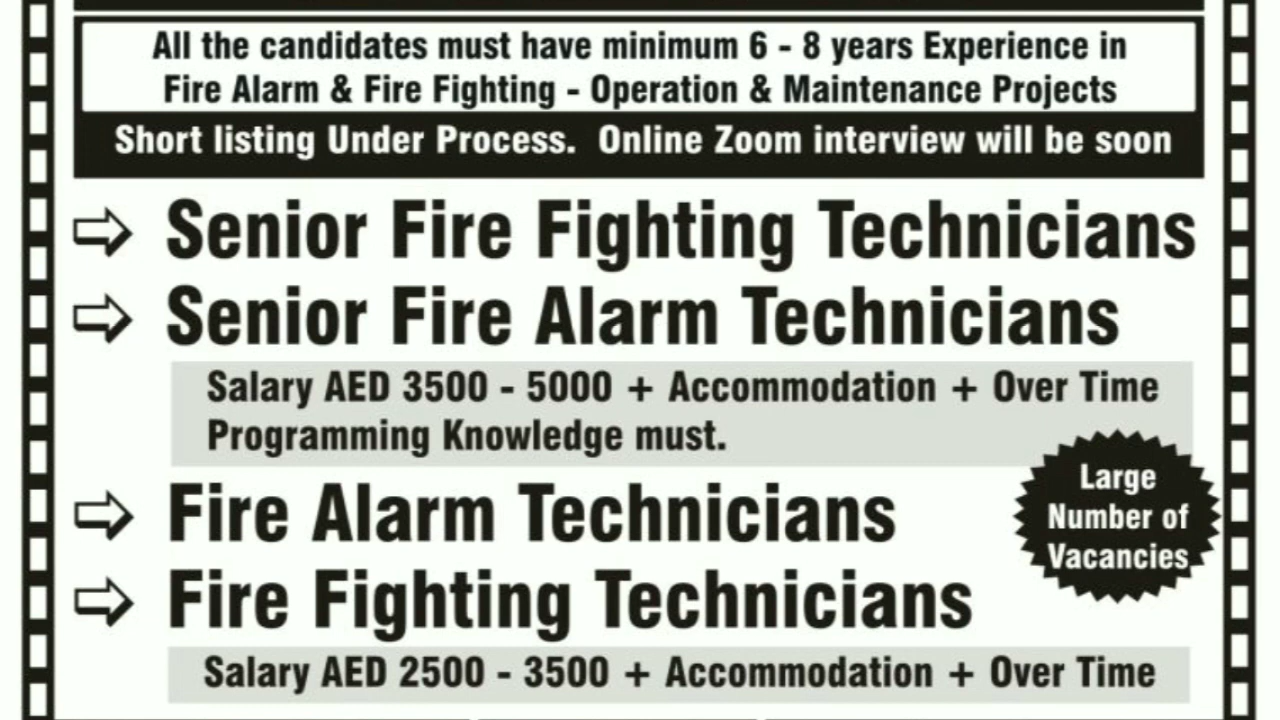 All the candidates must have minimum 6 - 8 years Experience in
Fire Alarm & Fire Fighting - Operation & Maintenance Projects
Short listing Under Process. Online Zoom interview will be soon
Senior Fire Fighting Technicians
Senior Fire Alarm Technicians
Salary AED 3500 - 5000 + Accommodation + Over Time
Programming Knowledge must.
Large
Number of
Vacancies
Fire Alarm Technicians
Fire Fighting Technicians
Salary AED 2500 - 3500 + Accommodation + Over Time